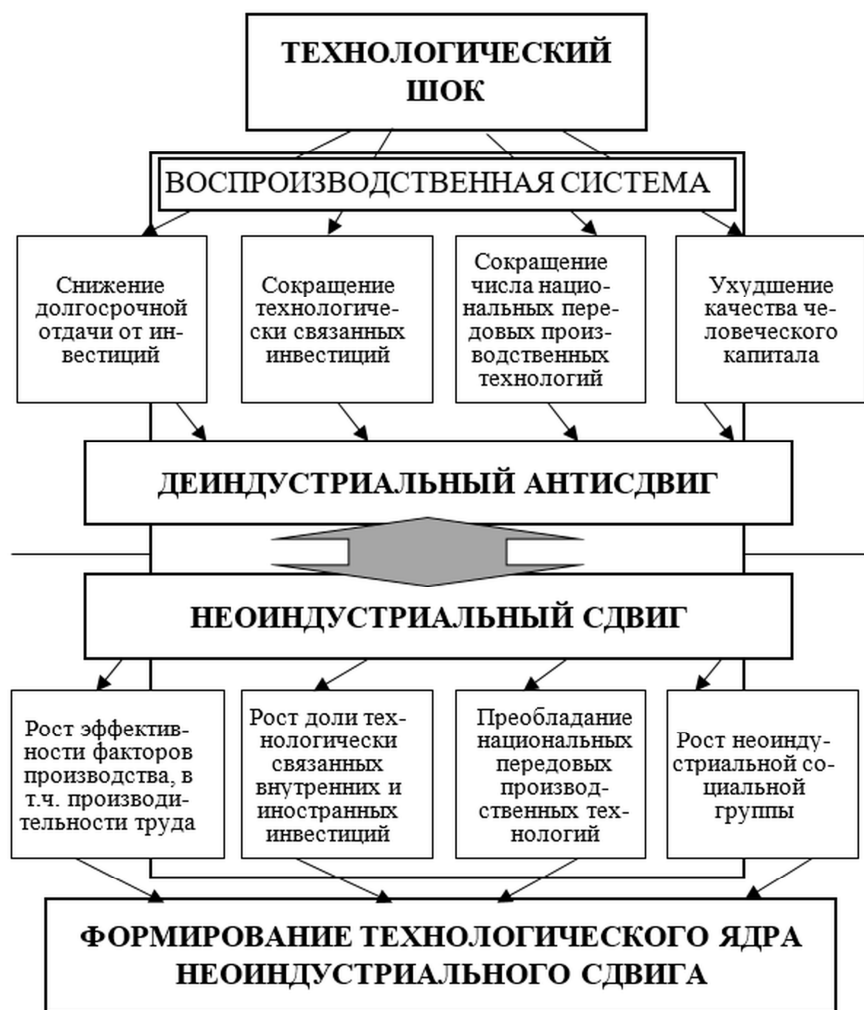 ТЕХНОЛОГИЧЕСКИЙ
ШОК
ВОСПРОИЗВОДСТВЕННАЯ СИСТЕМА
Снижение
долгосрочной
отдачи от ин-
вестиций
Сокращение
технологиче-
ски связанных
инвестиций
Сокращение
числа нацио-
нальных пере-
довых произ-
водственных
технологий
Ухудшение
качества че-
ловеческого
капитала
ДЕИНДУСТРИАЛЬНЫЙ АНТИСДВИГ
НЕОИНДУСТРИАЛЬНЫЙ СДВИГ
Рост эффектив-
ности факторов
производства, в
т.ч. производи-
тельности труда
Рост доли тех-
нологически
связанных
внутренних и
иностранных
инвестиций
Преобладание
национальных
передовых
производ-
ственных тех-
нологий
Рост неоинду-
стриальной со-
циальной
группы
ФОРМИРОВАНИЕ ТЕХНОЛОГИЧЕСКОГО ЯДРА
НЕОИНДУСТРИАЛЬНОГО СДВИГА